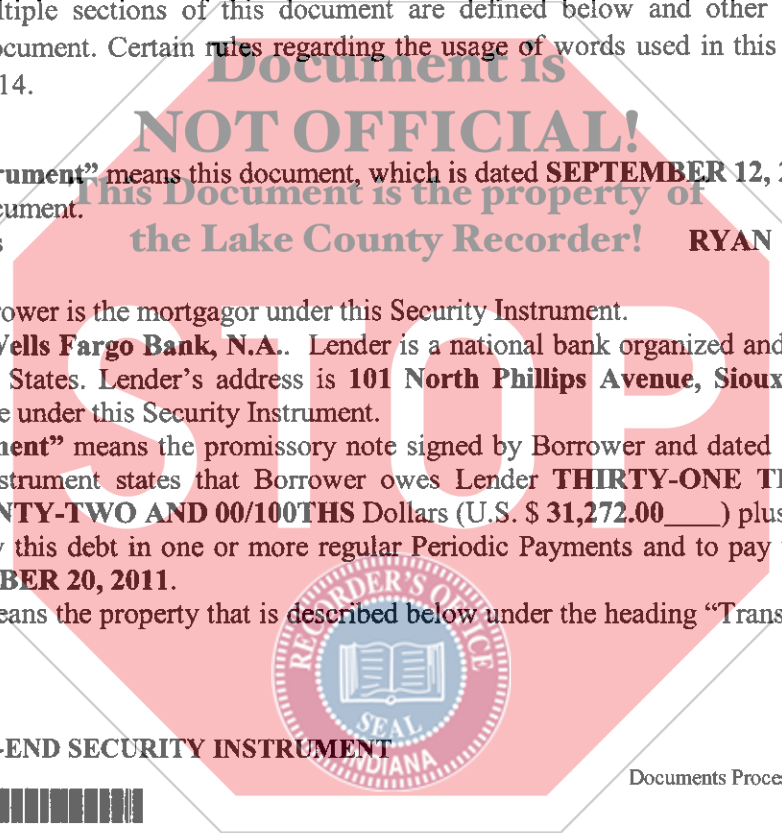 ltiple sections of this document are defined below and other
ocument. Certain rules regarding the usage of words used in this
14.
Document is
NOT OFFICIAL!
rument” means this document, which is dated SEPTEMBER 12, 2
This Document is the property of
cument.
the Lake County Recorder!
s RYAN
rower is the mortgagor under this Security Instrument.
Vells Fargo Bank, N.A.. Lender is a national bank organized and
States. Lender’s address is 101 North Phillips Avenue, Sioux
e under this Security Instrument.
STOP
nent” means the promissory note signed by Borrower and dated
strument states that Borrower owes Lender THIRTY-ONE TH
NTY-TWO AND 00/100THS Dollars (U.S. $ 31,272.00____) plus
y this debt in one or more regular Periodic Payments and to pay
BER 20, 2011.
eans the property that is described below under the heading “Trans
RECORDER'S OFFICE
SEAL
INDIANA
-END SECURITY INSTRUMENT
Documents Proce